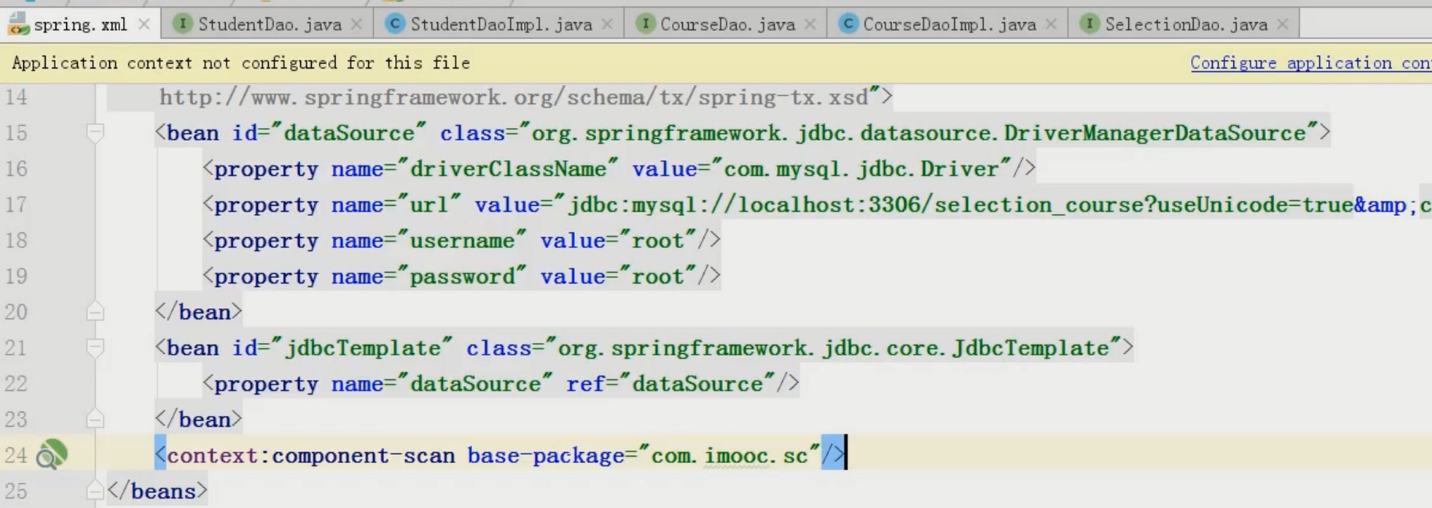 spring.xml StudentDao.java StudentDaoImpl.java CourseDao.java CourseDaoImpl.java SelectionDao.java
Application context not configured for this file Configure application con
14 http://www.springframework.org/schema/tx/spring-tx.xsd">
15 <bean id="dataSource" class="org.springframework.jdbc.datasource.DriverManagerDataSource">
16 <property name="driverClassName" value="com.mysql.jdbc.Driver"/>
17 <property name="url" value="jdbc:mysql://localhost:3306/selection_course?useUnicode=true&amp;c
18 <property name="username" value="root"/>
19 <property name="password" value="root"/>
20 </bean>
21 <bean id="jdbcTemplate" class="org.springframework.jdbc.core.JdbcTemplate">
22 <property name="dataSource" ref="dataSource"/>
23 </bean>
24 <context:component-scan base-package="com.imooc.sc"/>
25 </beans>